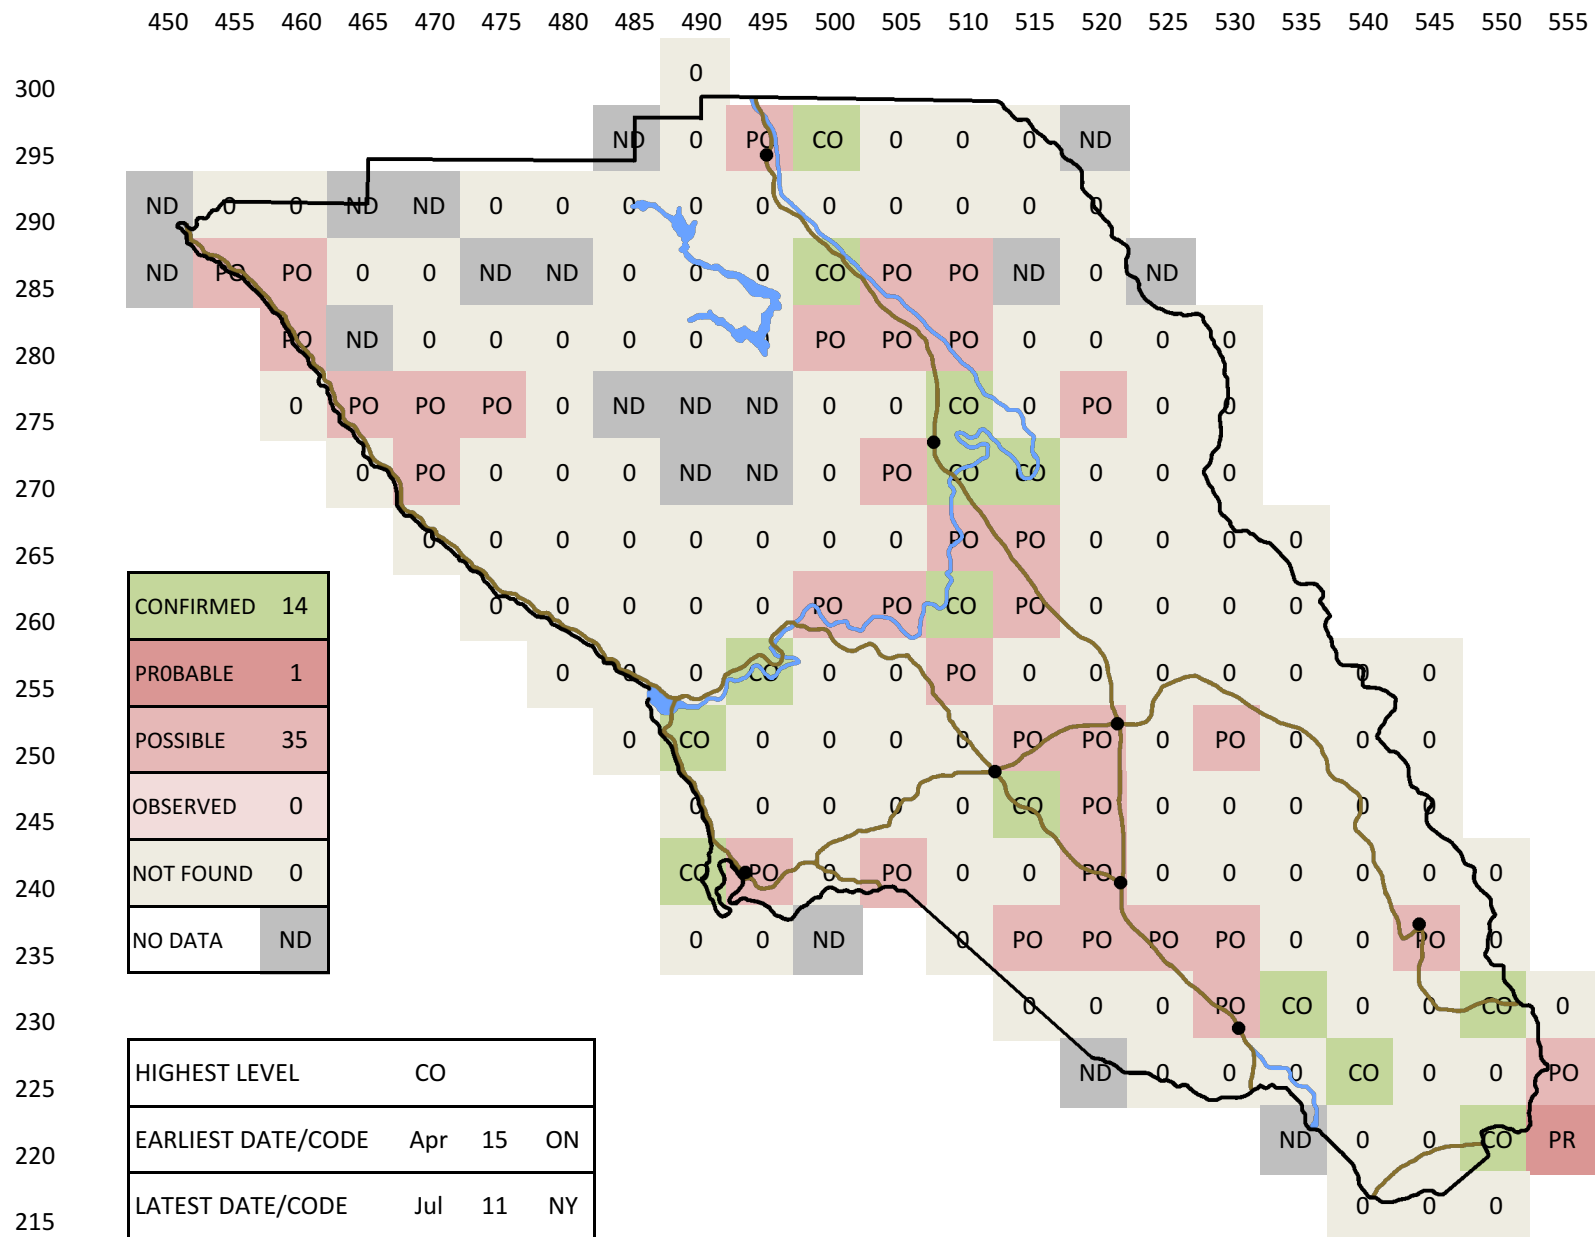 450 455 460 465 470 475 480 485 490 495 500 505 510 515 520 525 530 535 540 545 550 555
0
300
ND 0 PO CO 0 0 0 ND
295
ND 0 0 ND ND 0 0 0 0 0 0 0 0 0 0
290
ND PO PO 0 0 ND ND 0 0 0 CO PO PO ND 0 ND
285
PO ND 0 0 0 0 0 0 PO PO PO 0 0 0 0
280
0 PO PO PO 0 ND ND ND 0 0 CO 0 PO 0 0
275
0 PO 0 0 0 ND ND 0 PO CO CO 0 0 0
270
0 0 0 0 0 0 0 0 PO PO 0 0 0 0
265
0 0 0 0 0 PO PO CO PO 0 0 0 0
CONFIRMED 14
260
0 0 0 CO 0 0 PO 0 0 0 0 0 0 0
PR0BABLE 1
255
0 CO 0 0 0 0 0 PO PO 0 PO 0 0 0
POSSIBLE 35
250
0 0 0 0 0 CO PO 0 0 0 0 0
OBSERVED 0
245
CO PO 0 PO 0 0 PO 0 0 0 0 0 0
NOT FOUND 0
240
0 0 ND 0 PO PO PO PO 0 0 PO 0
NO DATA ND
235
0 0 0 PO CO 0 0 CO 0
230
ND 0 0 0 CO 0 0 PO
HIGHEST LEVEL CO
225
ND 0 0 CO PR
EARLIEST DATE/CODE Apr 15 ON
220
0 0 0
LATEST DATE/CODE Jul 11 NY
215